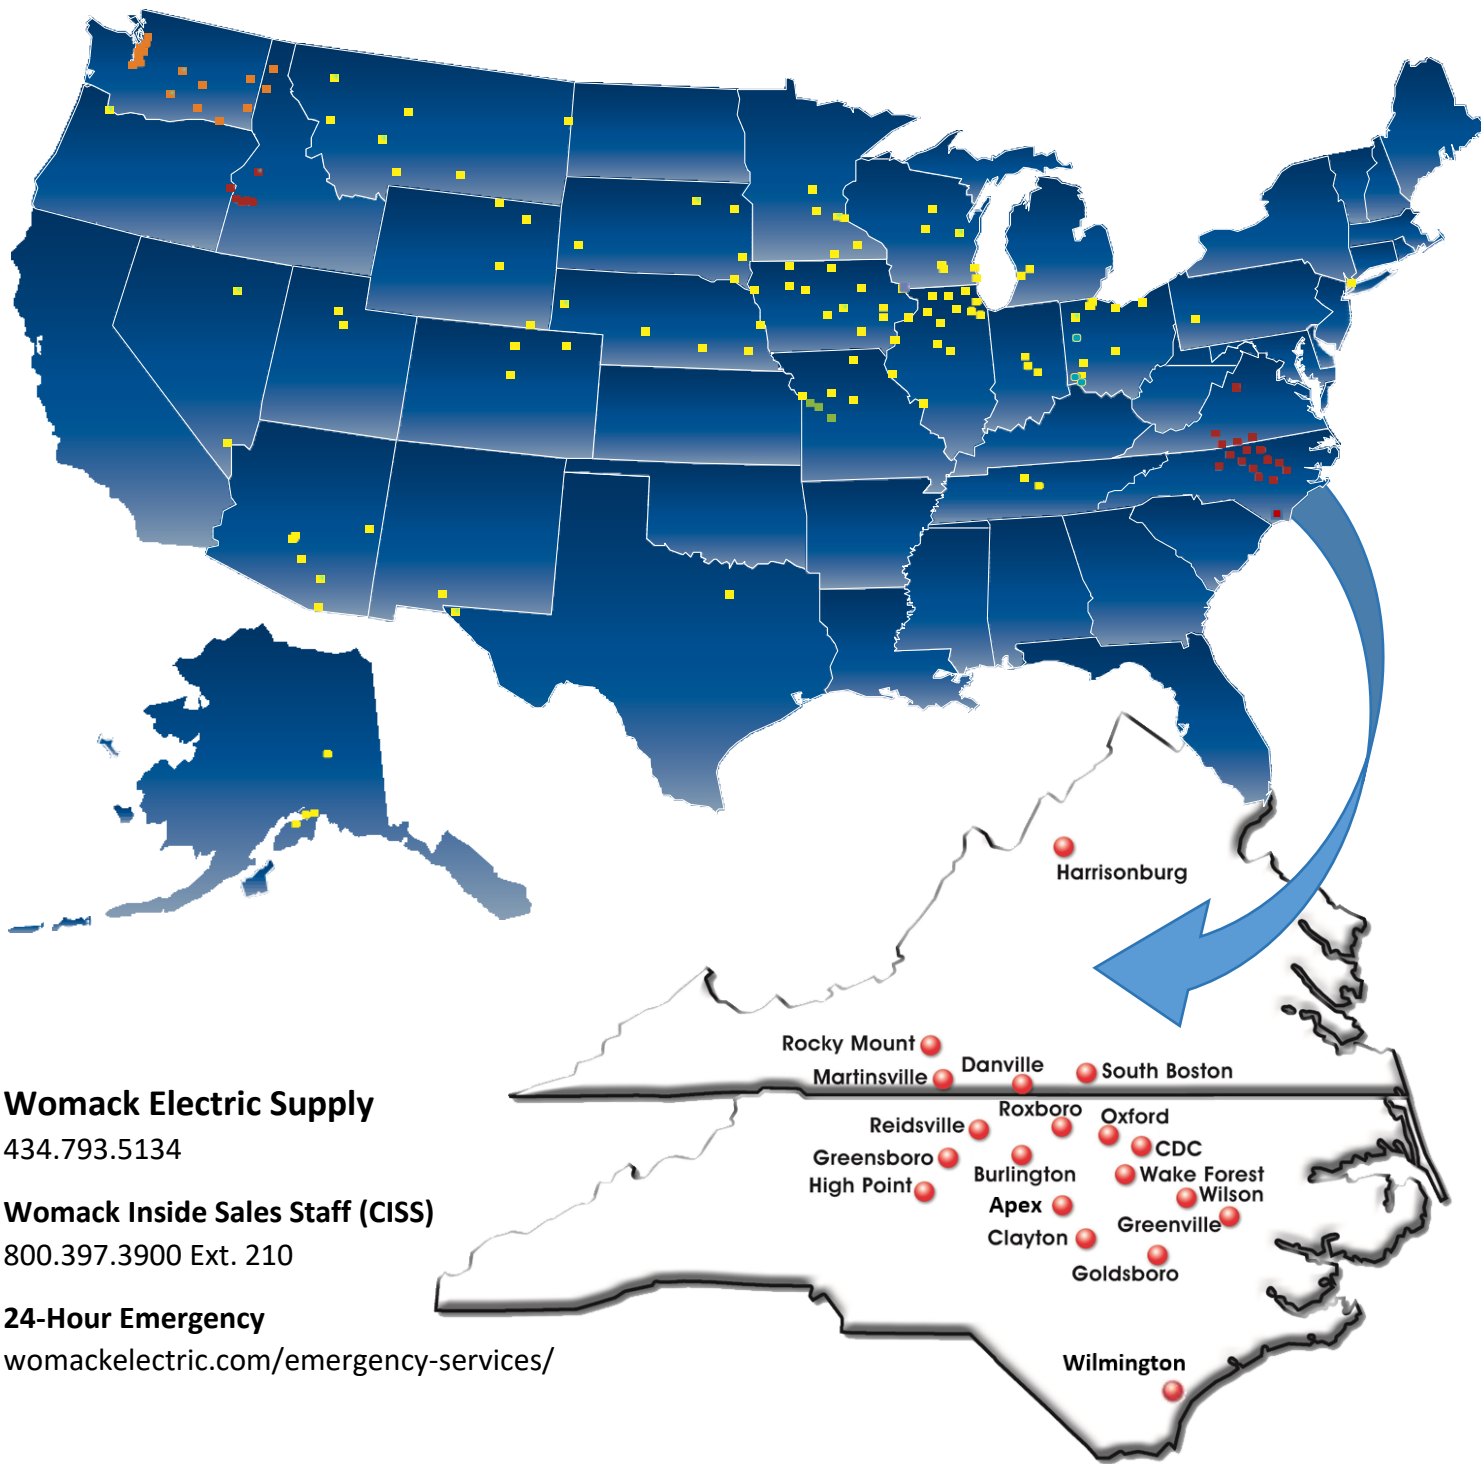 Harrisonburg
Rocky Mount
Danville
South Boston
Martinsville
Roxboro
Oxford
Reidsville
CDC
Greensboro
Burlington
Wake Forest
High Point
Wilson
Apex
Greenville
Clayton
Goldsboro
Wilmington
Womack Electric Supply
434.793.5134
Womack Inside Sales Staff (CISS)
800.397.3900 Ext. 210
24-Hour Emergency
womackelectric.com/emergency-services/